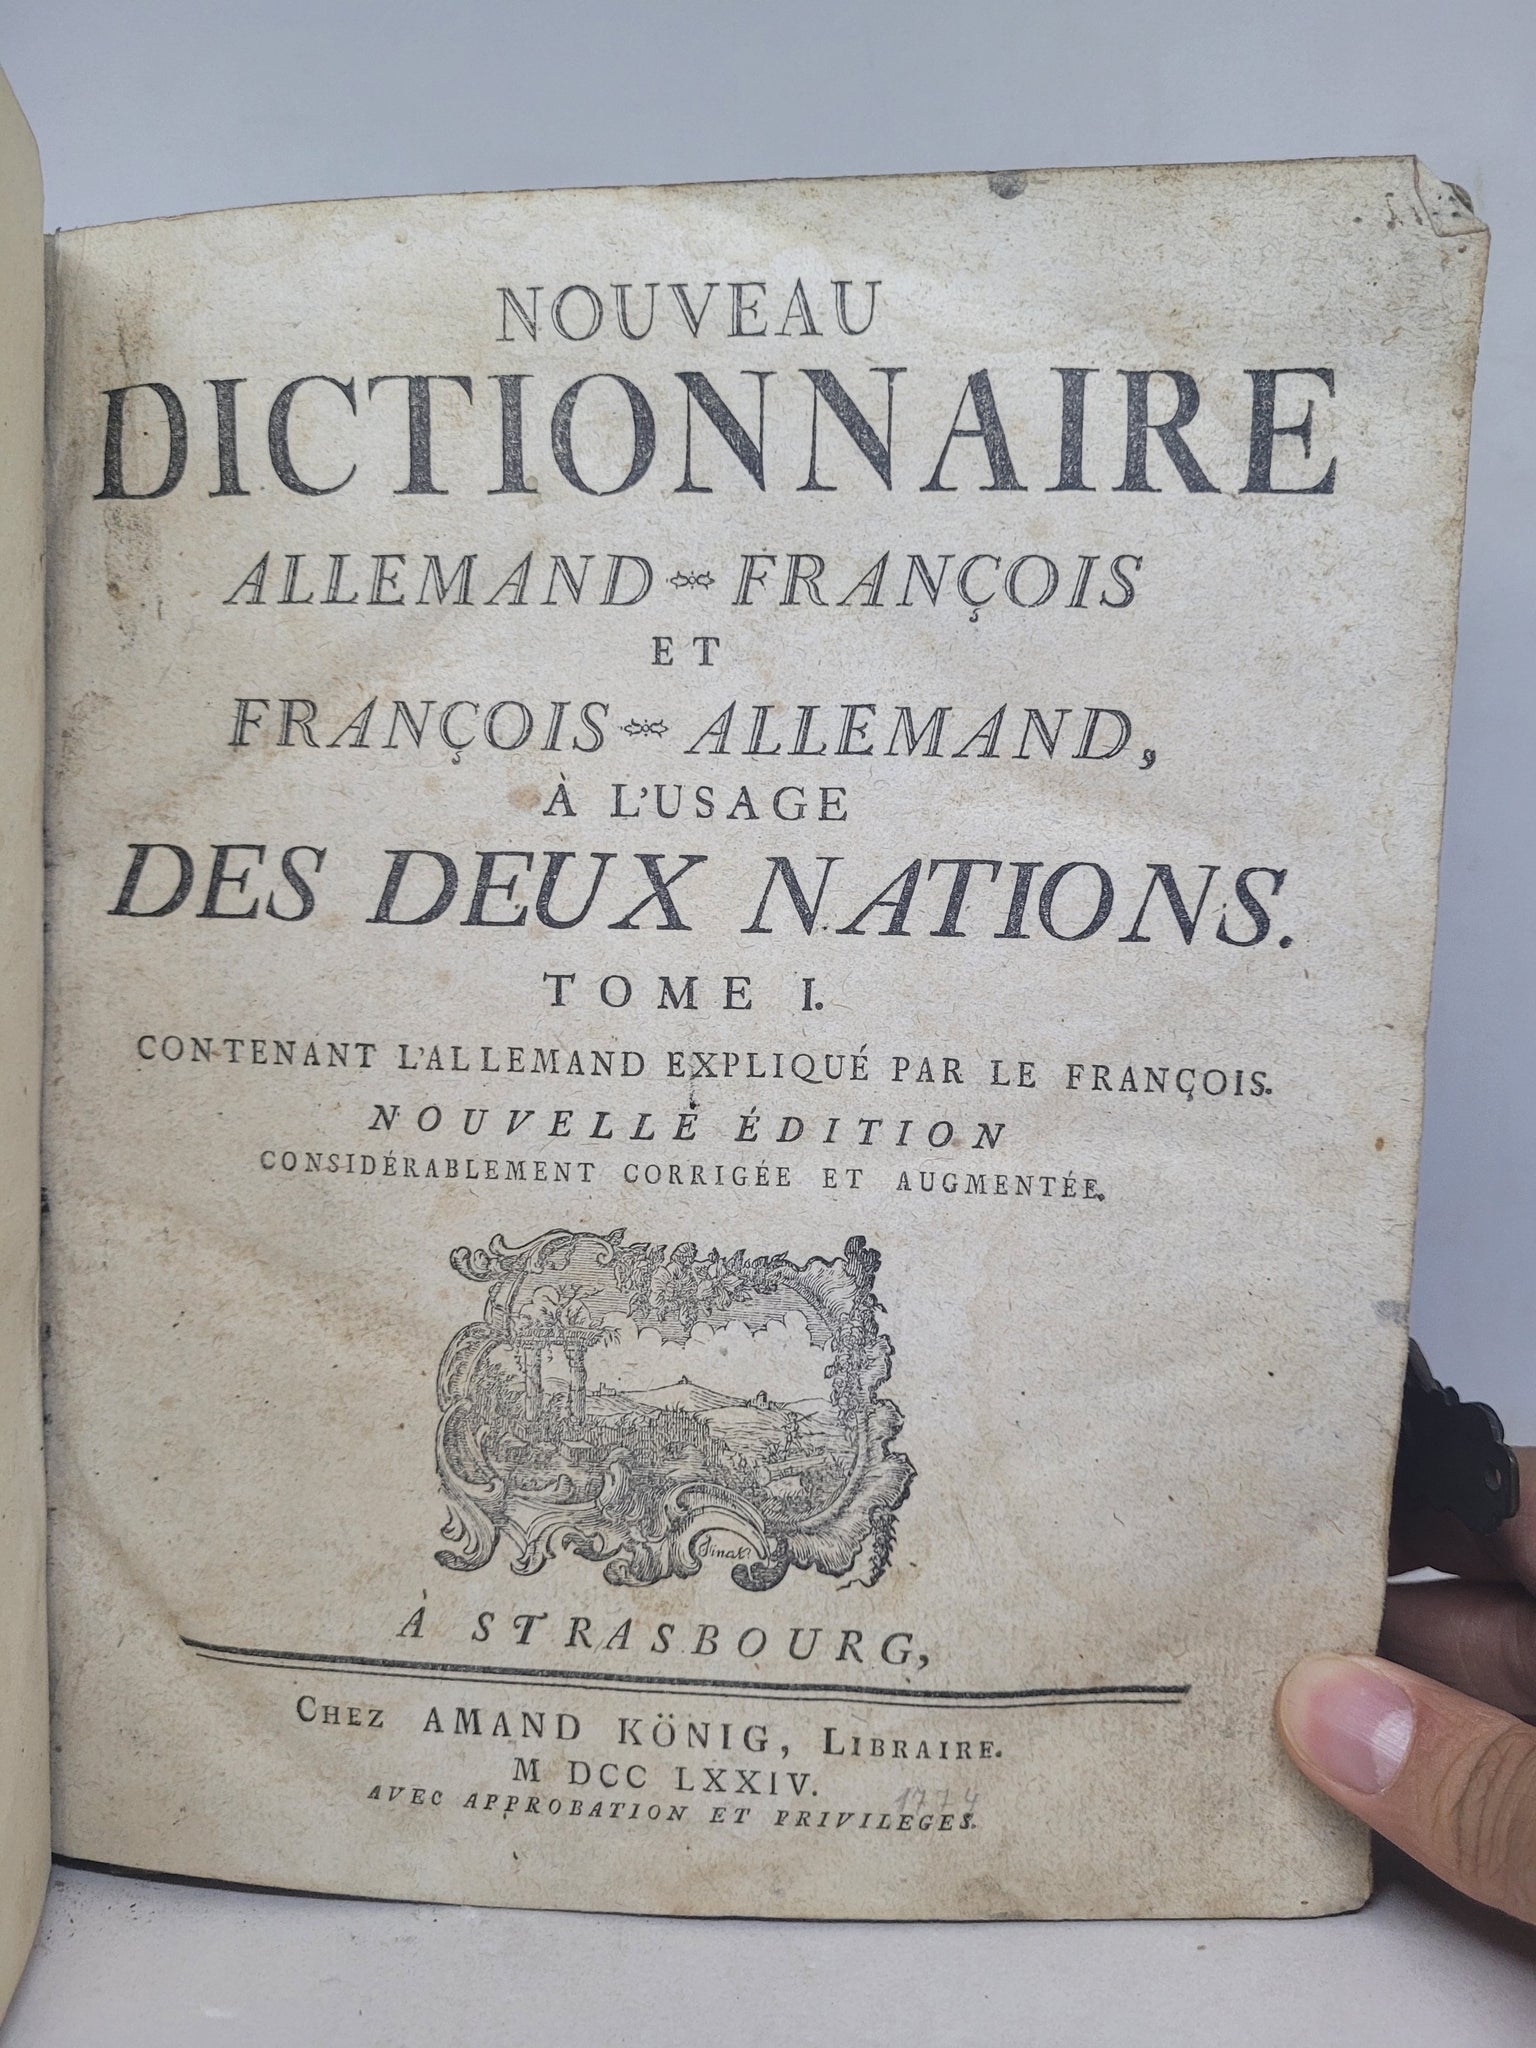 NOUVEAU
DICTIONNAIRE
ALLEMAND-FRANÇOIS
ET
FRANÇOIS-ALLEMAND,
À L'USAGE
DES DEUX NATIONS.
TOME I.
CONTENANT L'ALLEMAND EXPLIQUÉ PAR LE FRANÇOIS.
NOUVELLE ÉDITION
CONSIDÉRABLEMENT CORRIGÉE ET AUGMENTÉE.
À STRASBOURG,
CHEZ AMAND KÖNIG, LIBRAIRE.
M DCC LXXIV.
1774
AVEC APPROBATION ET PRIVILEGES.